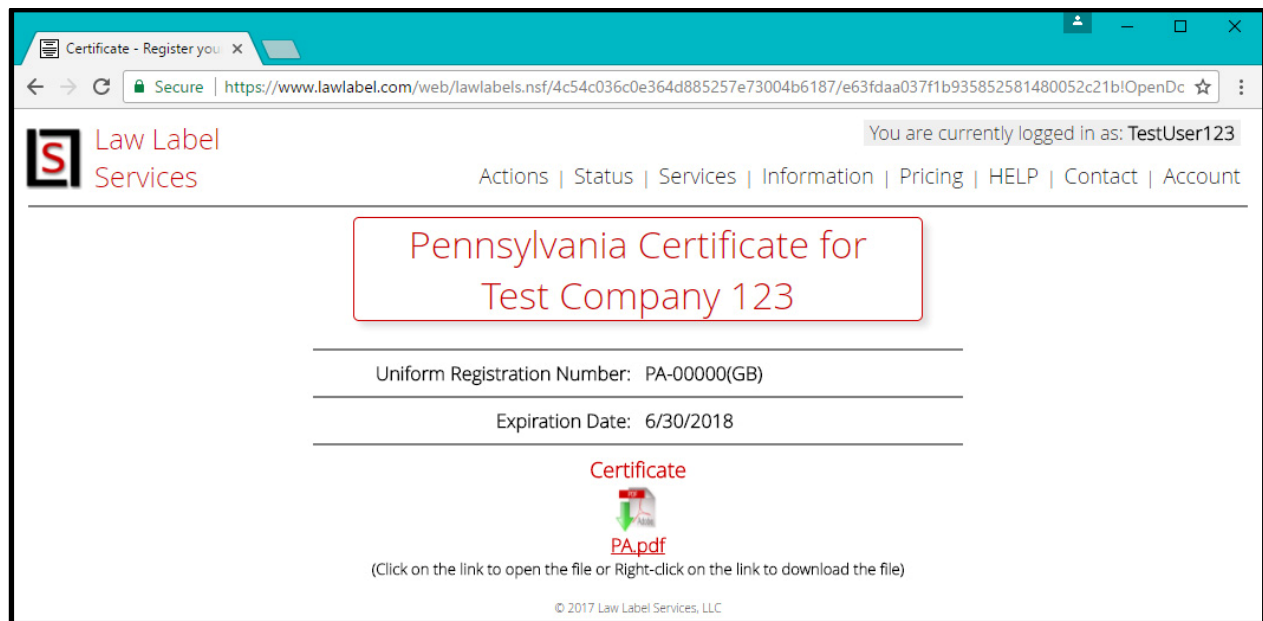 Certificate - Register you
Secure | https://www.lawlabel.com/web/lawlabels.nsf/4c54c036c0e364d885257e73004b6187/e63fdaa037f1b935852581480052c21b!OpenDc
Law Label
Services
You are currently logged in as: TestUser123
Actions | Status | Services | Information | Pricing | HELP | Contact | Account
Pennsylvania Certificate for
Test Company 123
Uniform Registration Number: PA-00000(GB)
Expiration Date: 6/30/2018
Certificate
PDF
Adobe
PA.pdf
(Click on the link to open the file or Right-click on the link to download the file)
© 2017 Law Label Services, LLC